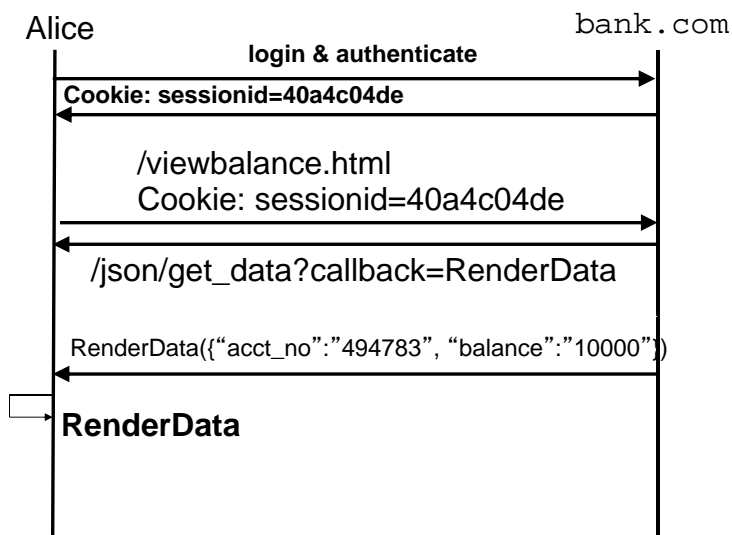 Alice
bank.com
login & authenticate
Cookie: sessionid=40a4c04de
/viewbalance.html
Cookie: sessionid=40a4c04de
/json/get_data?callback=RenderData
RenderData({“acct_no”:”494783”, “balance”:”10000”})
RenderData